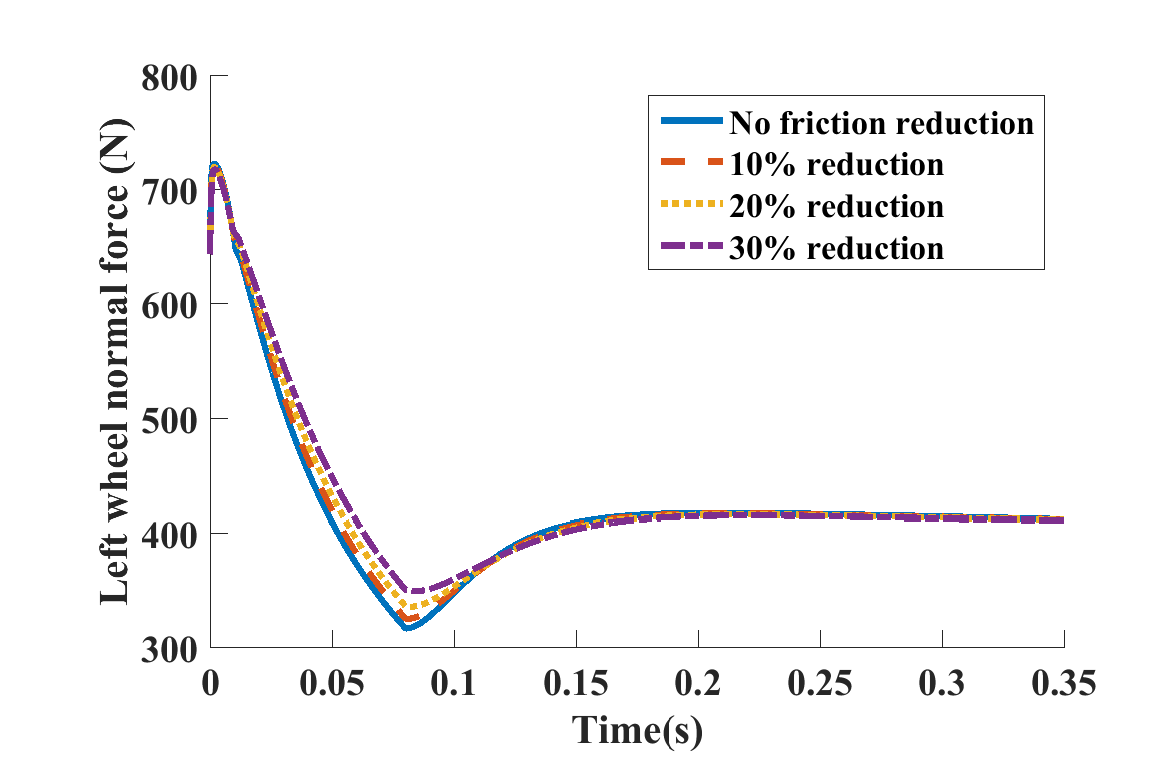 800
700
600
500
400
300
Left wheel normal force (N)
No friction reduction
10% reduction
20% reduction
30% reduction
0 0.05 0.1 0.15 0.2 0.25 0.3 0.35
Time(s)